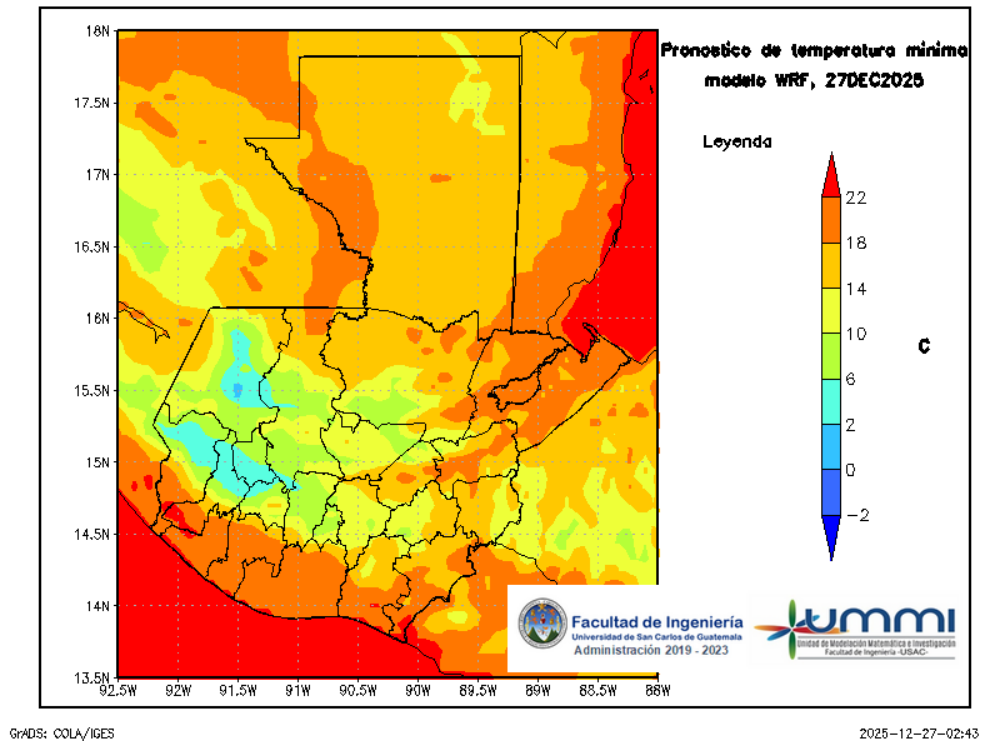 Pronostico de temperatura minima
modelo WRF, 27DEC2025
Leyenda
22
18
14
10
6
2
0
−2
C
18N
17.5N
17N
16.5N
16N
15.5N
15N
14.5N
14N
13.5N
92.5W 92W 91.5W 91W 90.5W 90W 89.5W 89W 88.5W 88W
Facultad de Ingeniería
Universidad de San Carlos de Guatemala
Administración 2019 - 2023
ummi
Unidad de Modelación Matemática e Investigación
Facultad de Ingeniería -USAC-
GrADS: COLA/IGES
2025-12-27-02:43